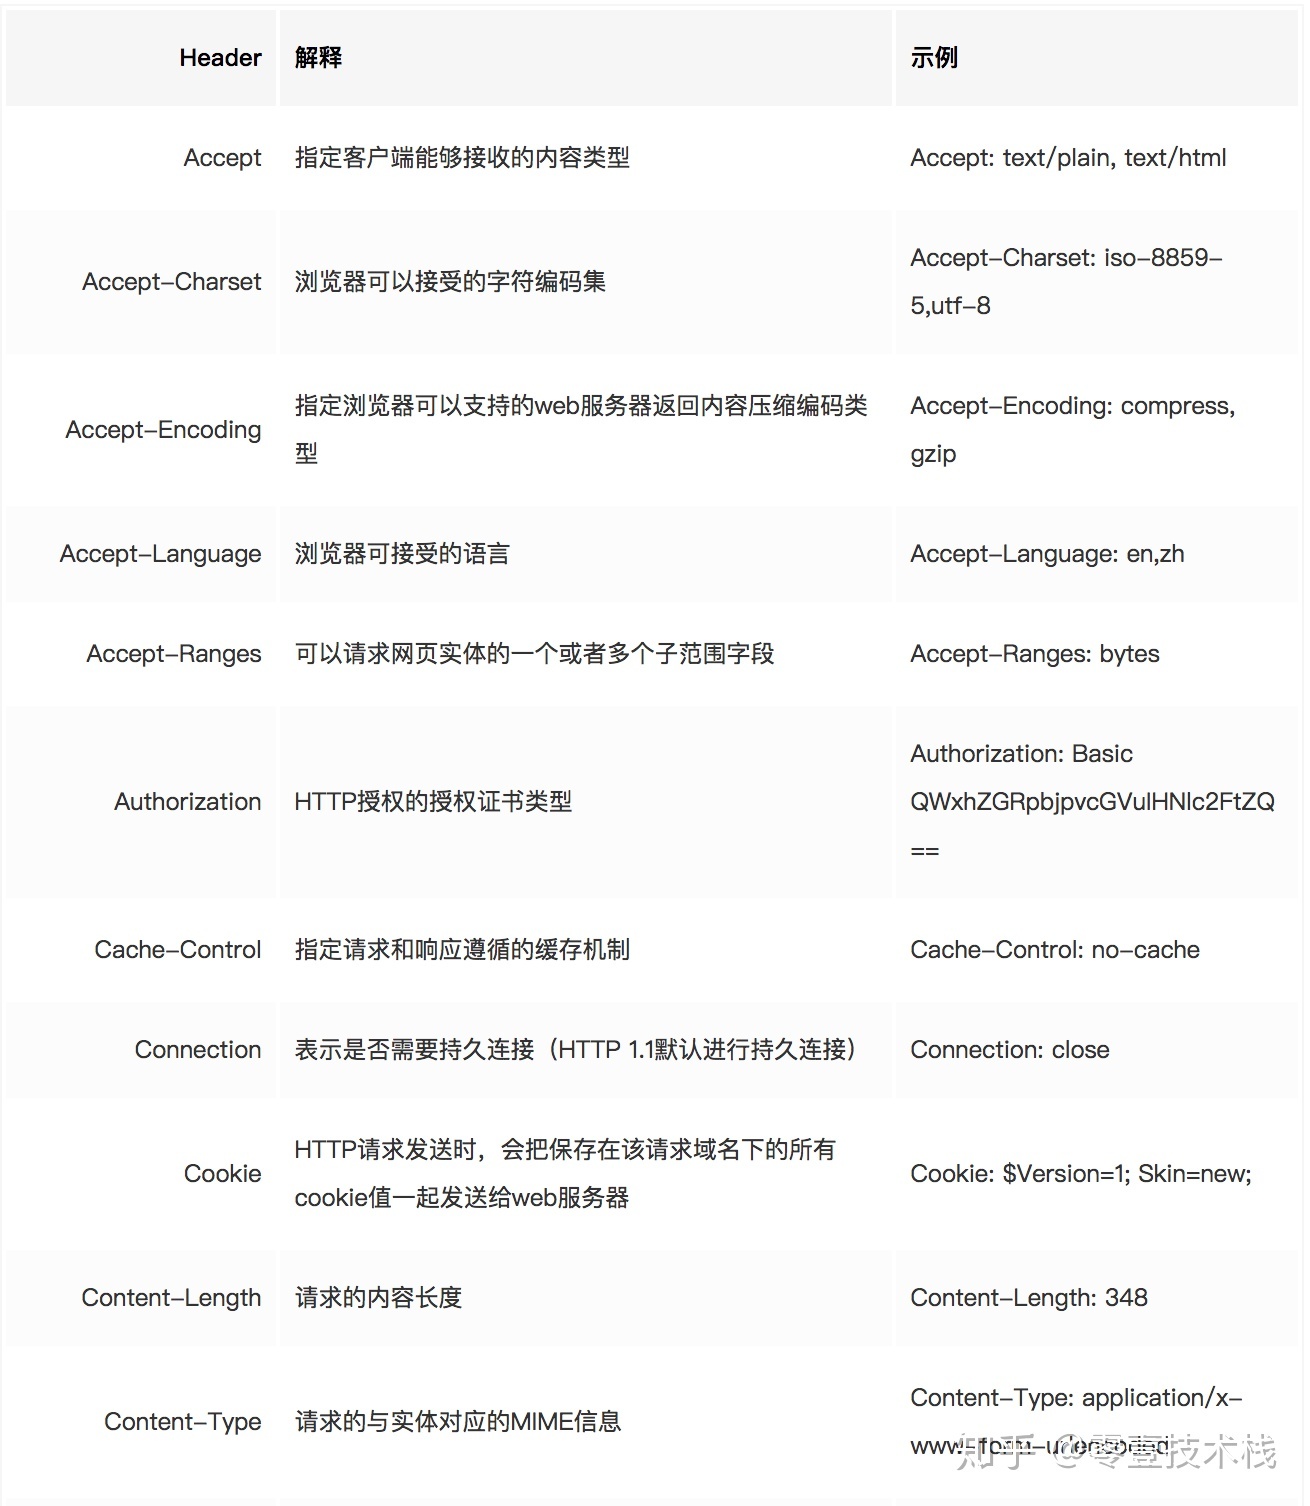 Header 解释 示例
Accept 指定客户端能够接收的内容类型 Accept: text/plain, text/html
Accept-Charset 浏览器可以接受的字符编码集 Accept-Charset: iso-8859-
5,utf-8
Accept-Encoding 指定浏览器可以支持的web服务器返回内容压缩编码类 Accept-Encoding: compress,
型 gzip
Accept-Language 浏览器可接受的语言 Accept-Language: en,zh
Accept-Ranges 可以请求网页实体的一个或者多个子范围字段 Accept-Ranges: bytes
Authorization: Basic
Authorization HTTP授权的授权证书类型 QWxhZGRpbjpvcGVuIHNlc2FtZQ
==
Cache-Control 指定请求和响应遵循的缓存机制 Cache-Control: no-cache
Connection 表示是否需要持久连接（HTTP 1.1默认进行持久连接） Connection: close
HTTP请求发送时，会把保存在该请求域名下的所有
Cookie cookie值一起发送给web服务器 Cookie: $Version=1; Skin=new;
Content-Length 请求的内容长度 Content-Length: 348
Content-Type 请求的与实体对应的MIME信息 Content-Type: application/x-
www-form-urlencoded
知乎 @零壹技术栈